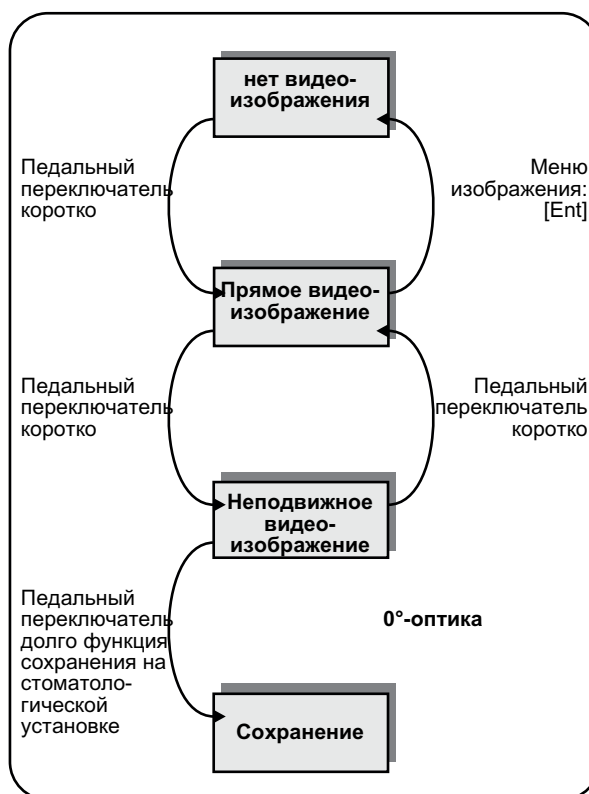 нет видео-
изображения
Педальный
переключатель
коротко
Меню
изображения:
[Ent]
Прямое видео-
изображение
Педальный
переключатель
коротко
Педальный
переключатель
коротко
Неподвижное
видео-
изображение
Педальный
переключатель
долго функция
сохранения на
стоматоло-
гической
установке
0°-оптика
Сохранение